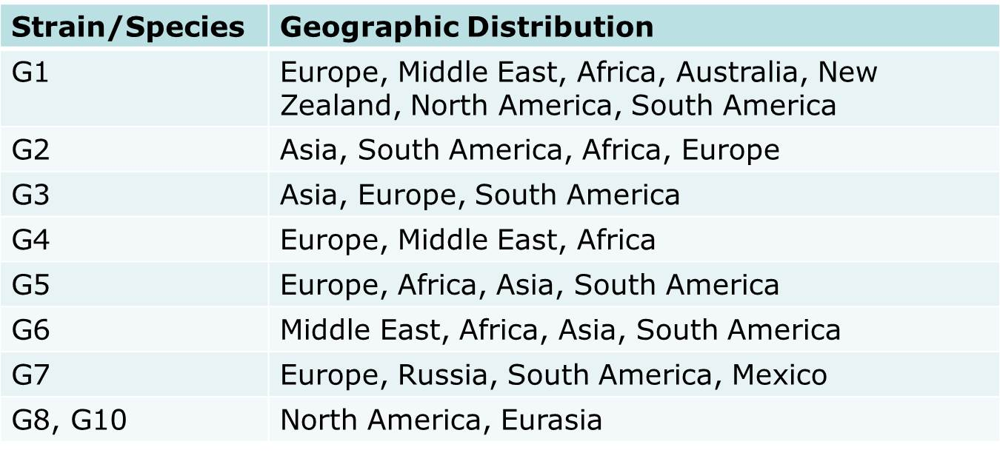 Strain/Species Geographic Distribution
G1 Europe, Middle East, Africa, Australia, New
Zealand, North America, South America
G2 Asia, South America, Africa, Europe
G3 Asia, Europe, South America
G4 Europe, Middle East, Africa
G5 Europe, Africa, Asia, South America
G6 Middle East, Africa, Asia, South America
G7 Europe, Russia, South America, Mexico
G8, G10 North America, Eurasia